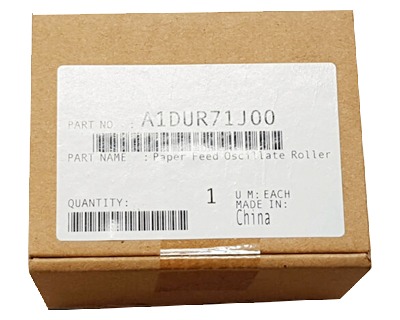 PART NO : A1DUR71J00
PART NAME : Paper Feed Oscillate Roller
QUANTITY: 1 U M: EACH
MADE IN:
China